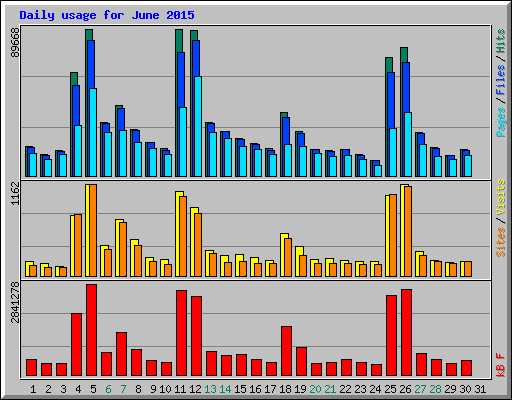 Daily usage for June 2015
89668
Pages / Files / Hits
1162
Sites / Visits
2841278
kB F
1 2 3 4 5 6 7 8 9 10 11 12 13 14 15 16 17 18 19 20 21 22 23 24 25 26 27 28 29 30 31